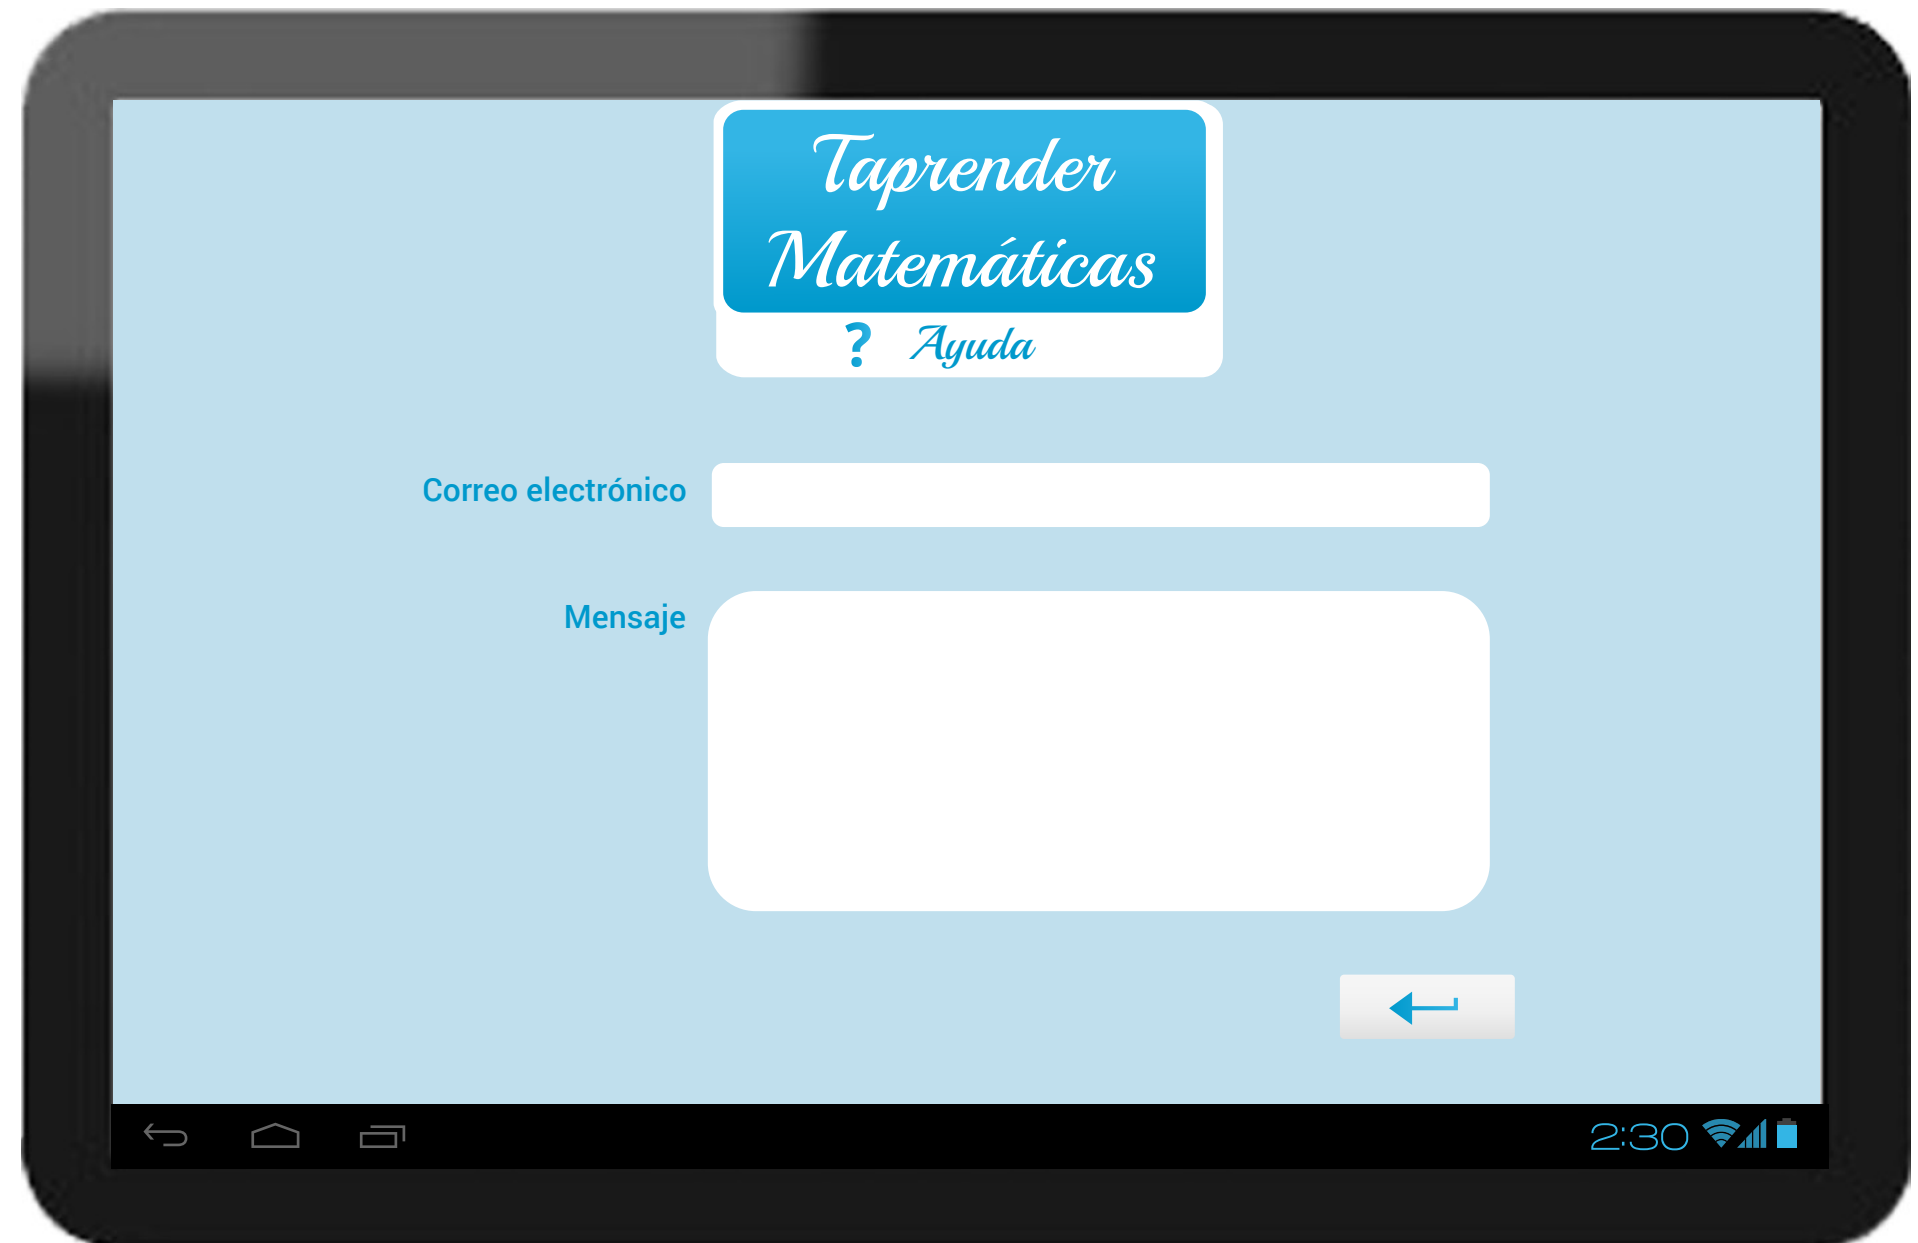 Taprender
Matemáticas
? Ayuda
Correo electrónico
Mensaje
2:30